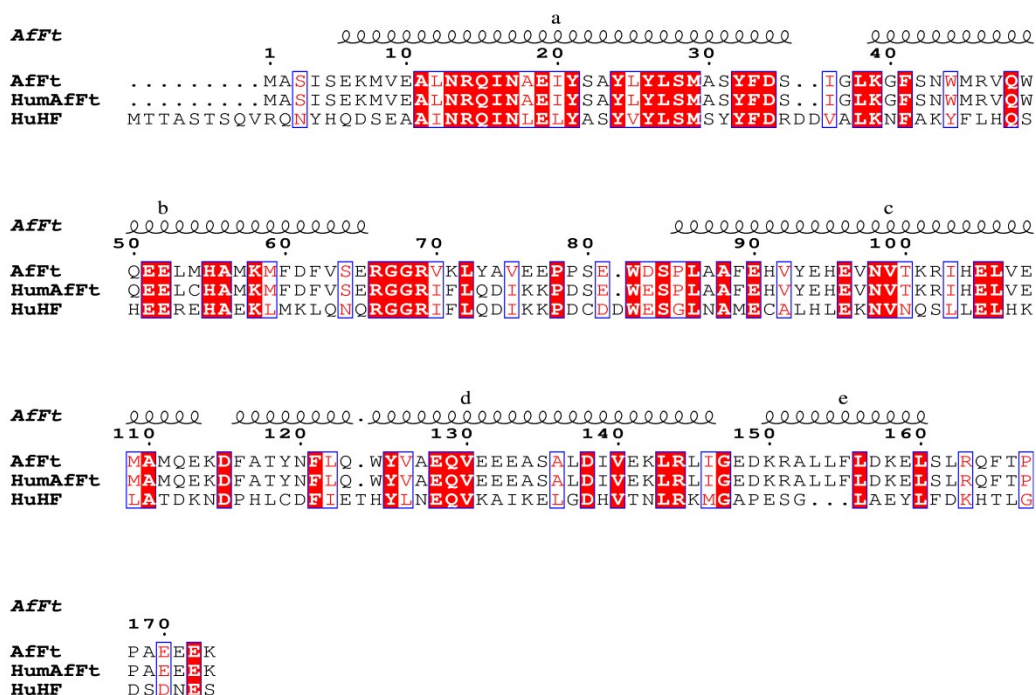 a
AfFt
1 10 20 30 40
AfFt .........MASISEKMVEALNRQINAEIYSAYLYLSMASYFDS..IGLKGFSNWMRVQW
HumAfFt .........MASISEKMVEALNRQINAEIYSAYLYLSMASYFDS..IGLKGFSNWMRVQW
HuHF MTTASTSQVRQNYHQDSEAAINRQINLELYASYVYLSMSYYFDRDDVALKNFAKYFLHQS
b c
AfFt
50 60 70 80 90 100
AfFt QEELMHAMKMFDFVSERGGRVKLYAVEEPPSE.WDSPLAAFEHVYEHEVNVTKRIHELVE
HumAfFt QEELCHAMKMFDFVSERGGRIFLQDIKKPDSE.WESPLAAFEHVYEHEVNVTKRIHELVE
HuHF HEEREHAEKLMKLQNQRGGRIFLQDIKKPDCDDWESGLNAMECALHLEKNVNQSLLELHK
d e
AfFt .
110 120 130 140 150 160
AfFt MAMQEKDFATYNFLQ.WYVAEQVEEEASALDIVEKLRLIGEDKRALLFLDKELSLRQFTP
HumAfFt MAMQEKDFATYNFLQ.WYVAEQVEEEASALDIVEKLRLIGEDKRALLFLDKELSLRQFTP
HuHF LATDKNDPHLCDFIETHYLNEQVKAIKELGDHVTNLRKMGAPESG...LAEYLFDKHTLG
AfFt
170
AfFt PAEEEK
HumAfFt PAEEEK
HuHF DSDNES